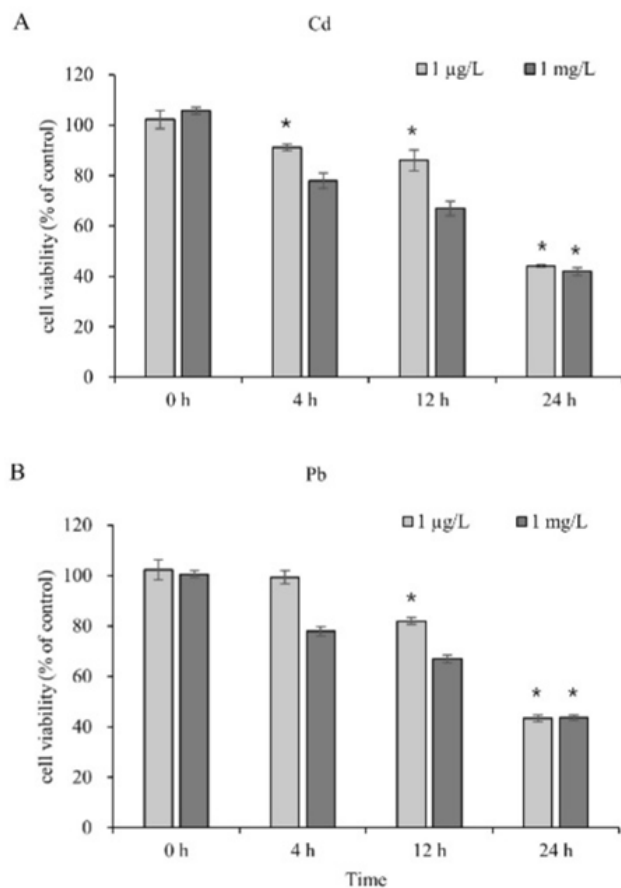 A
Cd
1 µg/L
1 mg/L
120
100
80
60
40
20
0
cell viability (% of control)
*
*
*
*
0 h
4 h
12 h
24 h
B
Pb
1 µg/L
1 mg/L
120
100
80
60
40
20
0
cell viability (% of control)
*
*
*
0 h
4 h
12 h
24 h
Time